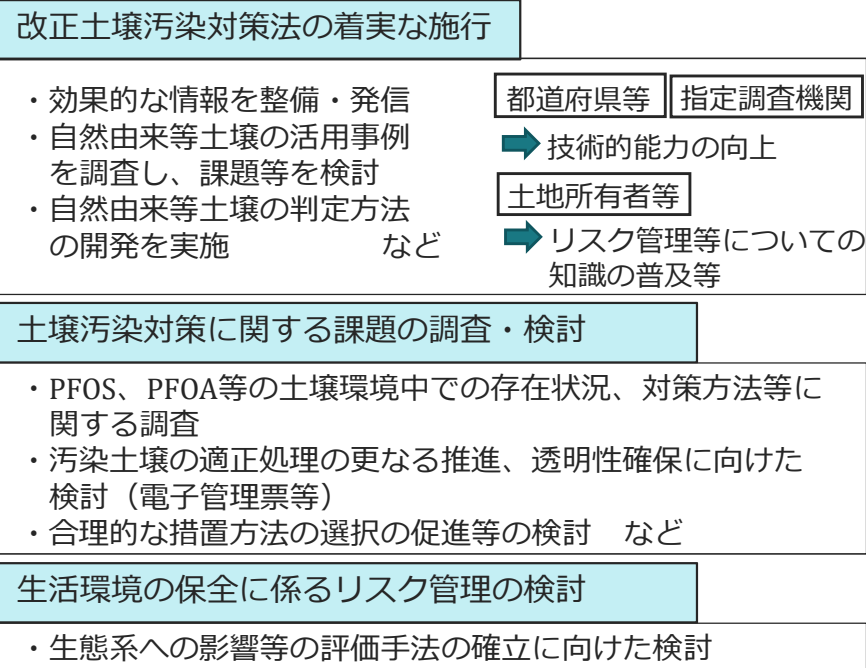 改正土壌汚染対策法の着実な施行
・効果的な情報を整備・発信
・自然由来等土壌の活用事例
を調査し、課題等を検討
・自然由来等土壌の判定方法
の開発を実施 など
都道府県等 指定調査機関
技術的能力の向上
土地所有者等
リスク管理等についての
知識の普及等
土壌汚染対策に関する課題の調査・検討
・PFOS、PFOA等の土壌環境中での存在状況、対策方法等に
関する調査
・汚染土壌の適正処理の更なる推進、透明性確保に向けた
検討（電子管理票等）
・合理的な措置方法の選択の促進等の検討 など
生活環境の保全に係るリスク管理の検討
・生態系への影響等の評価手法の確立に向けた検討